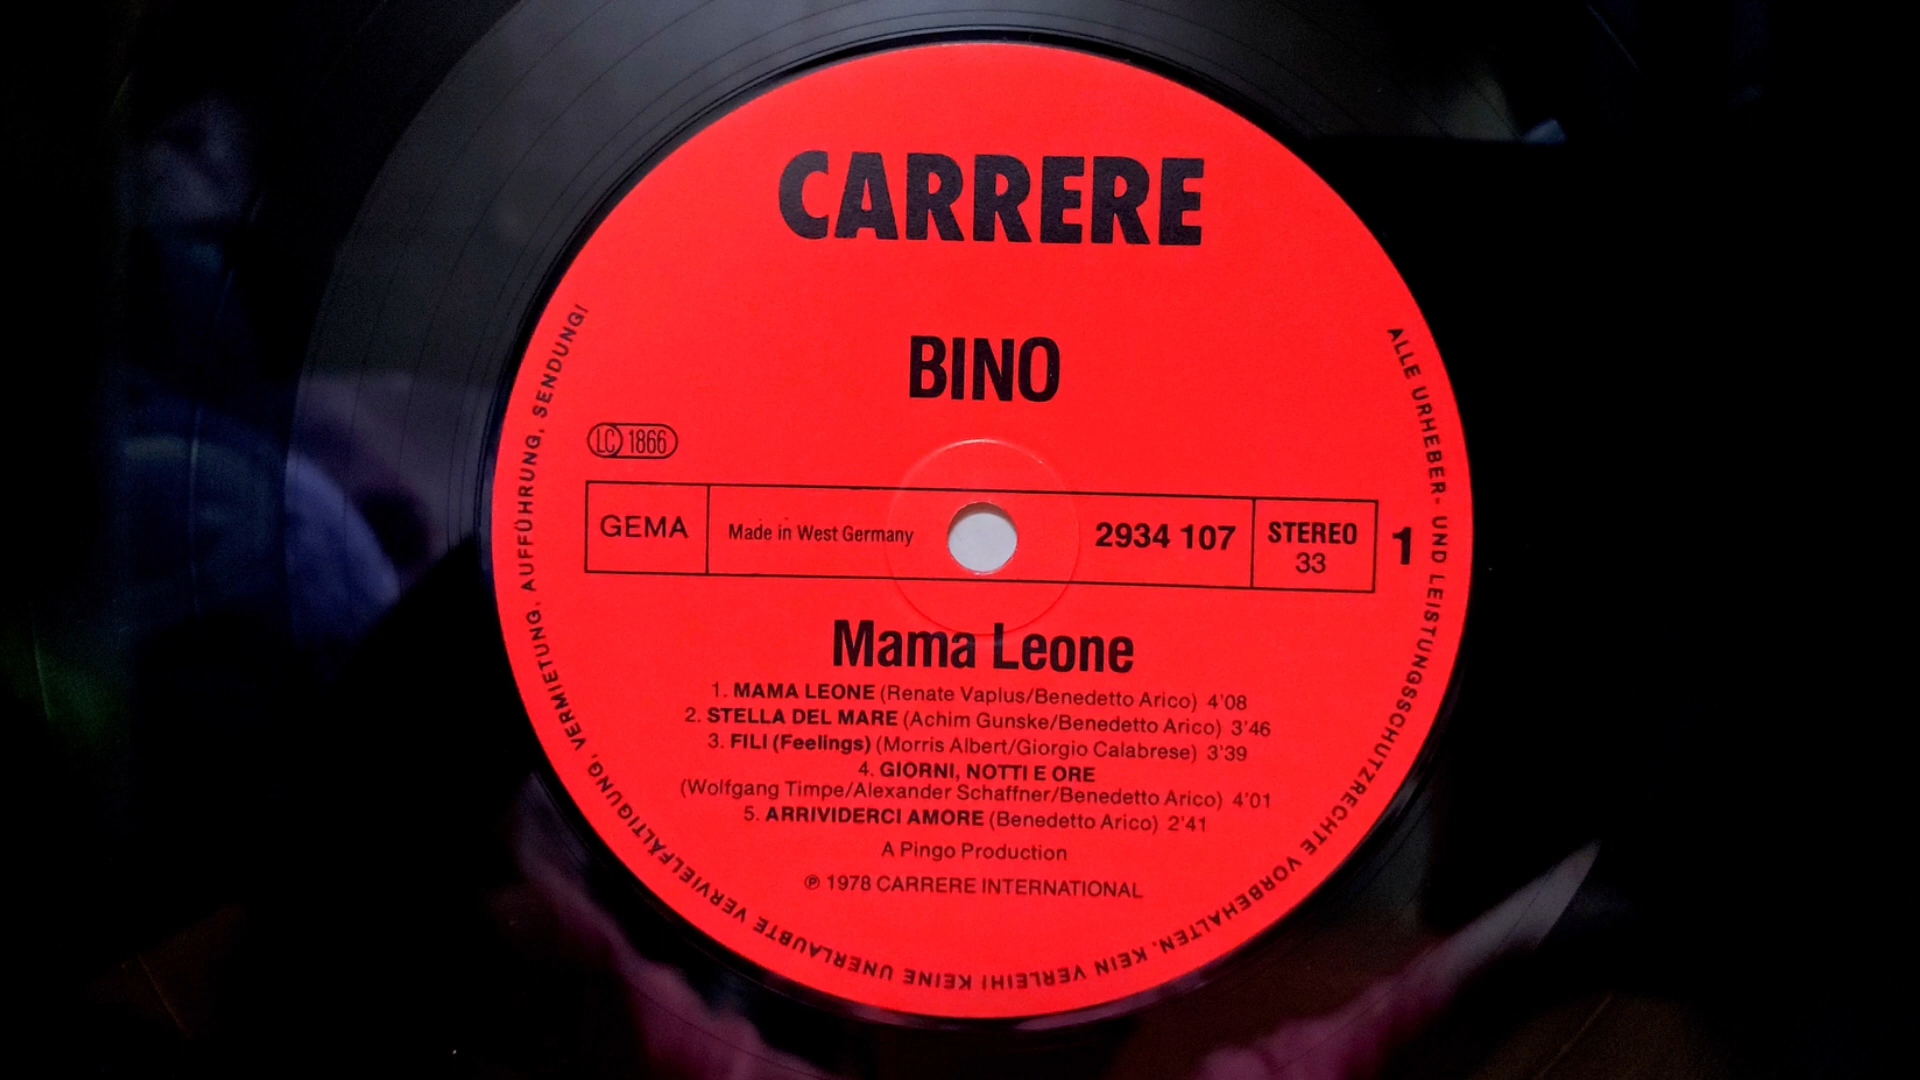 CARRERE
BINO
LC 1866
GEMA
Made in West Germany
2934 107
STEREO
33
1
Mama Leone
1. MAMA LEONE (Renate Vaplus/Benedetto Arico) 4'08
2. STELLA DEL MARE (Achim Gunske/Benedetto Arico) 3'46
3. FILI (Feelings) (Morris Albert/Giorgio Calabrese) 3'39
4. GIORNI, NOTTI E ORE
(Wolfgang Timpe/Alexander Schaffner/Benedetto Arico) 4'01
5. ARRIVIDERCI AMORE (Benedetto Arico) 2'41
A Pingo Production
℗ 1978 CARRERE INTERNATIONAL
ALLE URHEBER- UND LEISTUNGSSCHUTZRECHTE VORBEHALTEN. KEIN VERLEIH! KEINE UNERLAUBTE VERVIELFÄLTIGUNG, VERMIETUNG, AUFFÜHRUNG, SENDUNG!